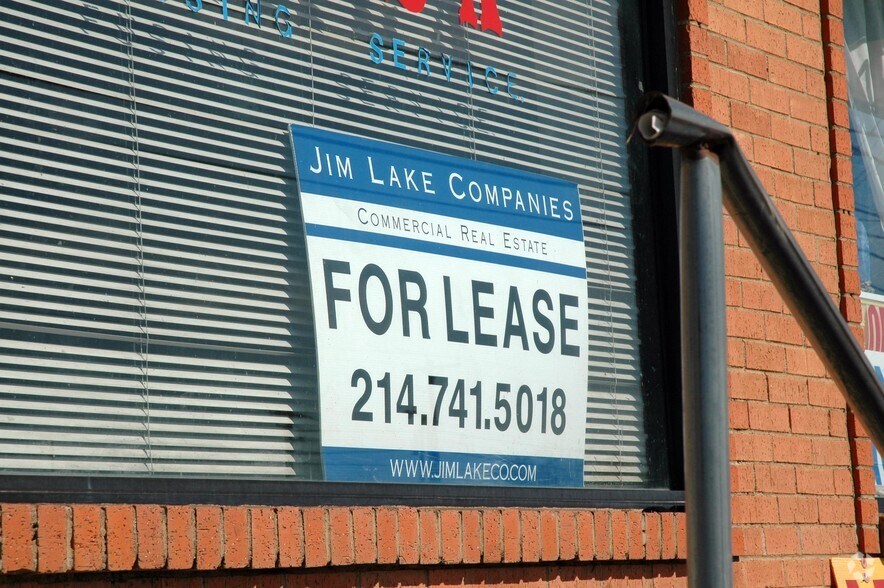 SERVICE
JIM LAKE COMPANIES
COMMERCIAL REAL ESTATE
FOR LEASE
214.741.5018
WWW.JIMLAKECO.COM